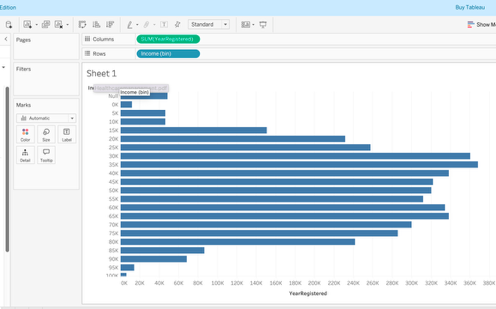 Edition
Buy Tableau
Standard
Show Me
Pages
Columns
SUM(YearRegistered)
Rows
Income (bin)
Filters
Sheet 1
Income (bin)
Marks
Automatic
Color
Size
Label
Detail
Tooltip
Null
0K
5K
10K
15K
20K
25K
30K
35K
40K
45K
50K
55K
60K
65K
70K
75K
80K
85K
90K
95K
100K
0K 20K 40K 60K 80K 100K 120K 140K 160K 180K 200K 220K 240K 260K 280K 300K 320K 340K 360K 380K
YearRegistered